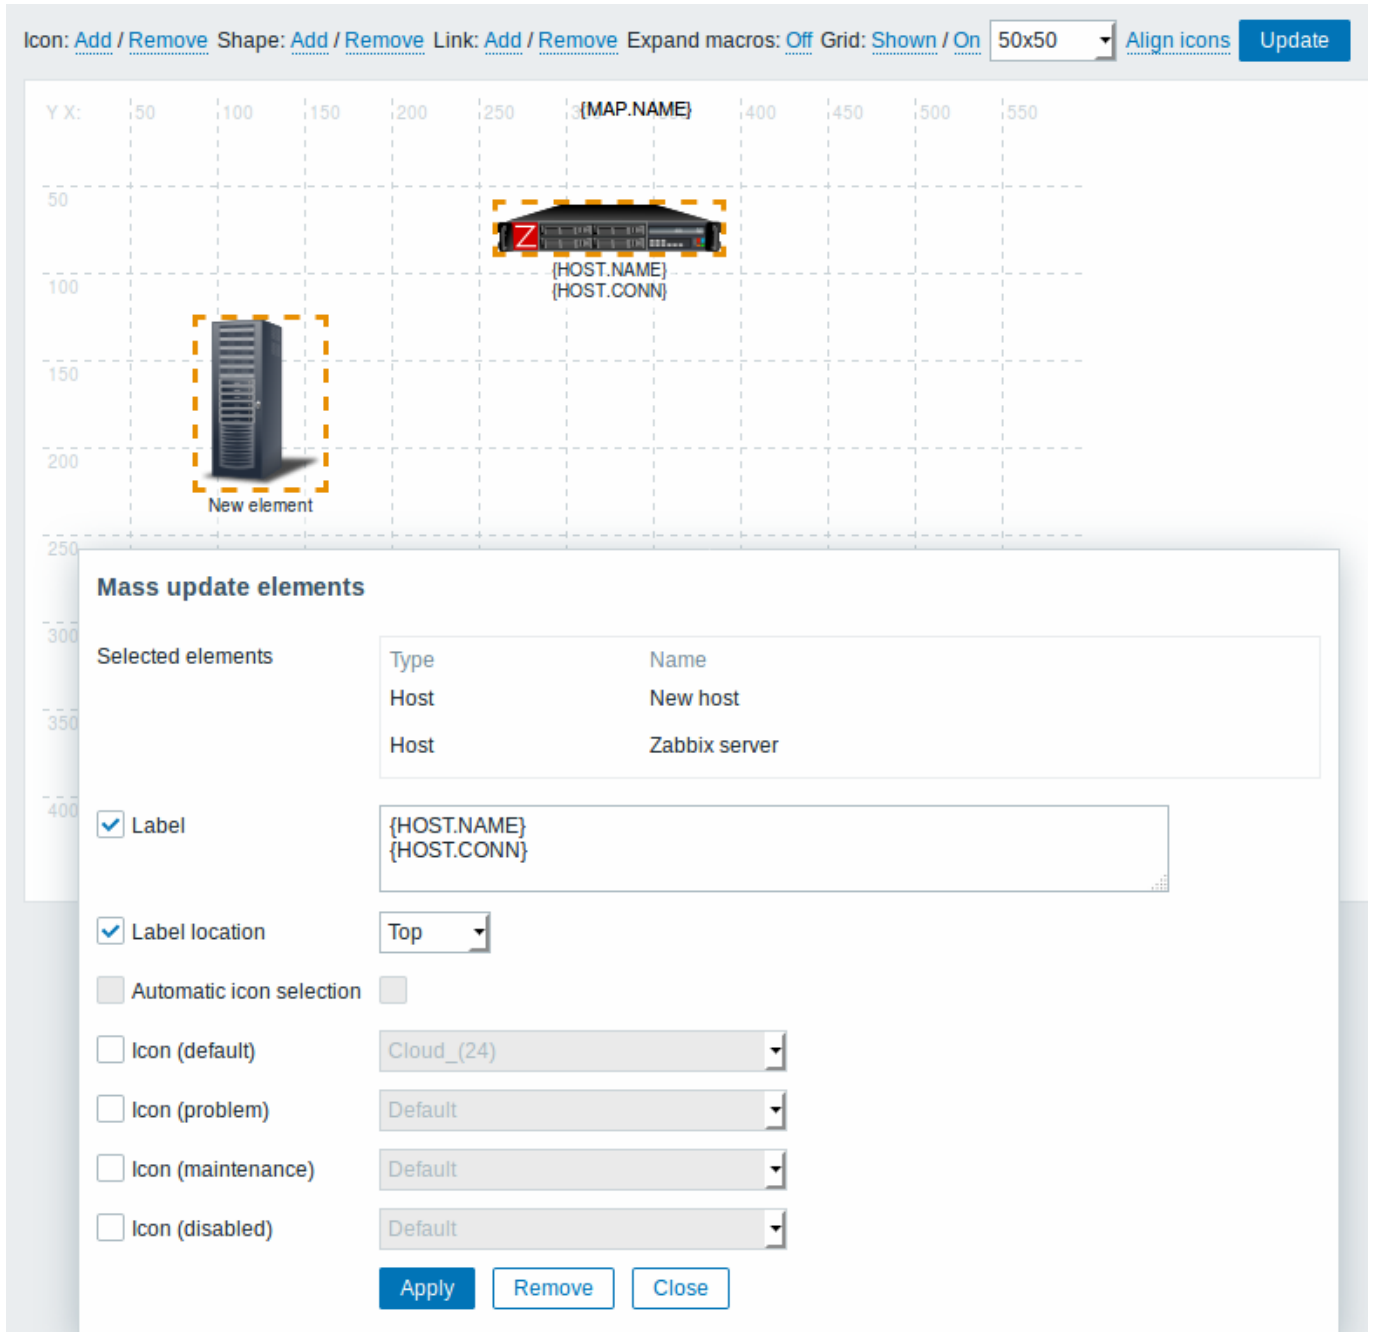 Icon: Add / Remove Shape: Add / Remove Link: Add / Remove Expand macros: Off Grid: Shown / On 50x50 Align icons Update
Y X: 50 100 150 200 250 {MAP.NAME} 400 450 500 550
50
Z
{HOST.NAME}
100
{HOST.CONN}
150
200
New element
250
Mass update elements
300
Selected elements
Type Name
Host New host
350
Host Zabbix server
400
Label
{HOST.NAME}
{HOST.CONN}
Label location Top
Automatic icon selection
Icon (default) Cloud_(24)
Icon (problem) Default
Icon (maintenance) Default
Icon (disabled) Default
Apply Remove Close